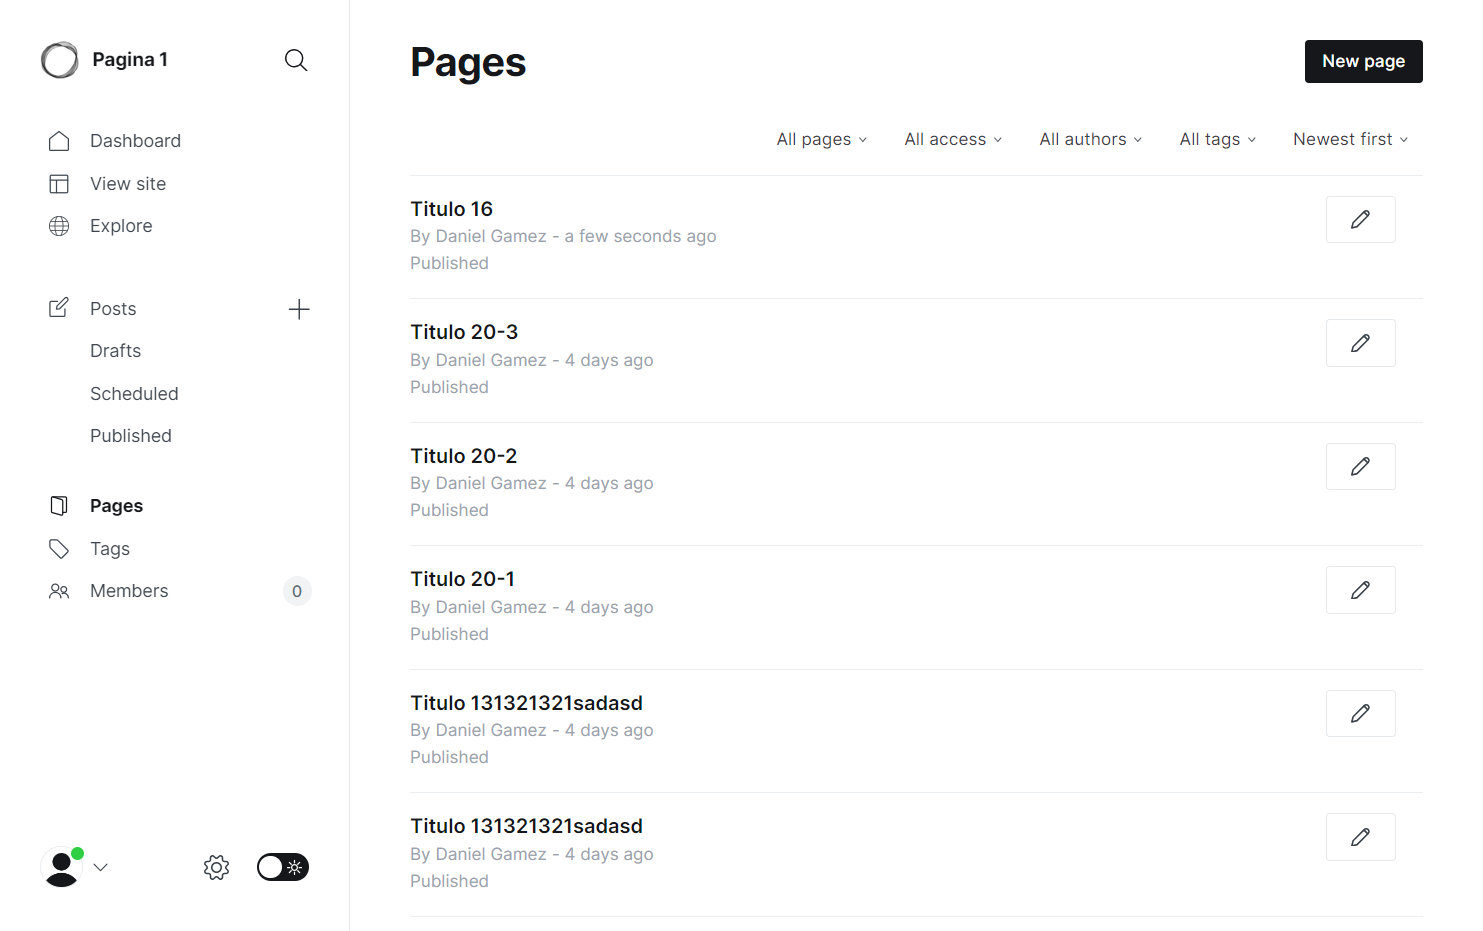 Pagina 1
Dashboard
View site
Explore
Posts
Drafts
Scheduled
Published
Pages
Tags
Members
0
Pages
New page
All pages
All access
All authors
All tags
Newest first
Titulo 16
By Daniel Gamez - a few seconds ago
Published
Titulo 20-3
By Daniel Gamez - 4 days ago
Published
Titulo 20-2
By Daniel Gamez - 4 days ago
Published
Titulo 20-1
By Daniel Gamez - 4 days ago
Published
Titulo 131321321sadasd
By Daniel Gamez - 4 days ago
Published
Titulo 131321321sadasd
By Daniel Gamez - 4 days ago
Published